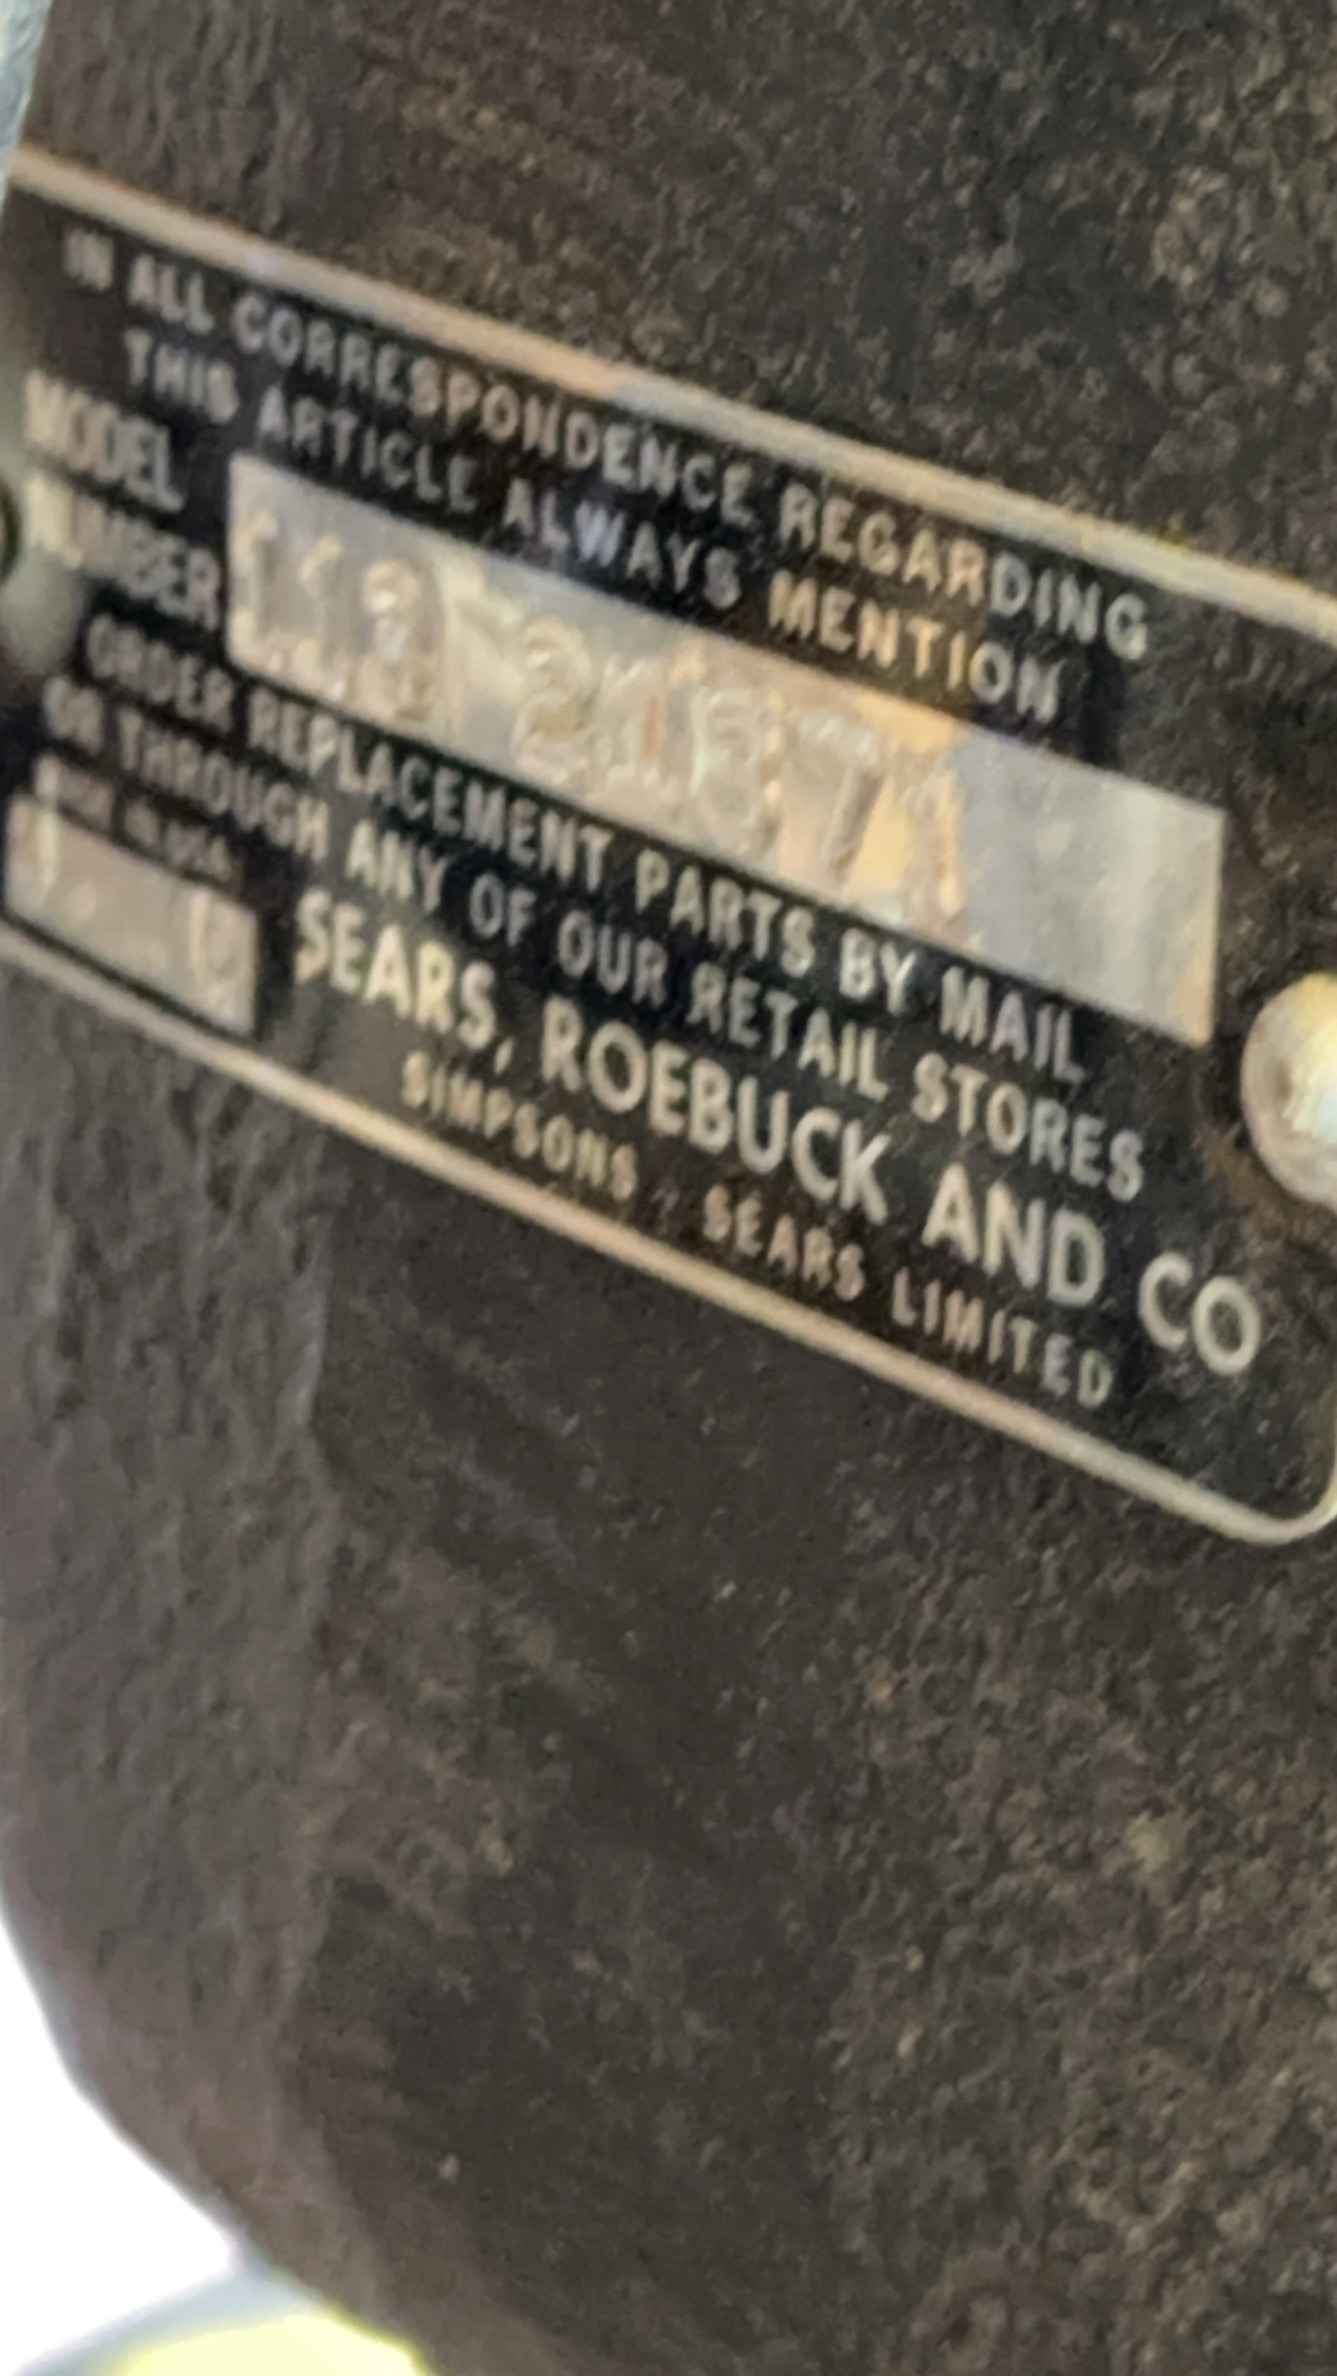 IN ALL CORRESPONDENCE REGARDING
THIS ARTICLE ALWAYS MENTION
MODEL
NUMBER
ORDER REPLACEMENT PARTS BY MAIL
OR THROUGH ANY OF OUR RETAIL STORES
SEARS, ROEBUCK AND CO
SIMPSONS - SEARS LIMITED